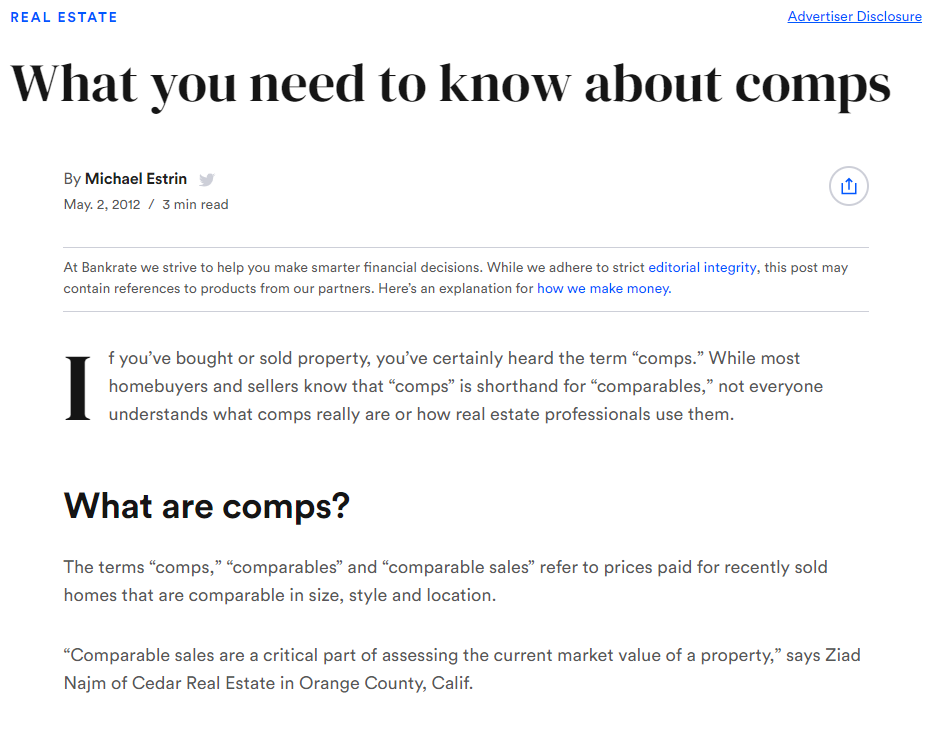 REAL ESTATE
Advertiser Disclosure
What you need to know about comps
By Michael Estrin
May. 2, 2012 / 3 min read
At Bankrate we strive to help you make smarter financial decisions. While we adhere to strict editorial integrity, this post may
contain references to products from our partners. Here’s an explanation for how we make money.
If you’ve bought or sold property, you’ve certainly heard the term “comps.” While most
homebuyers and sellers know that “comps” is shorthand for “comparables,” not everyone
understands what comps really are or how real estate professionals use them.
What are comps?
The terms “comps,” “comparables” and “comparable sales” refer to prices paid for recently sold
homes that are comparable in size, style and location.
“Comparable sales are a critical part of assessing the current market value of a property,” says Ziad
Najm of Cedar Real Estate in Orange County, Calif.